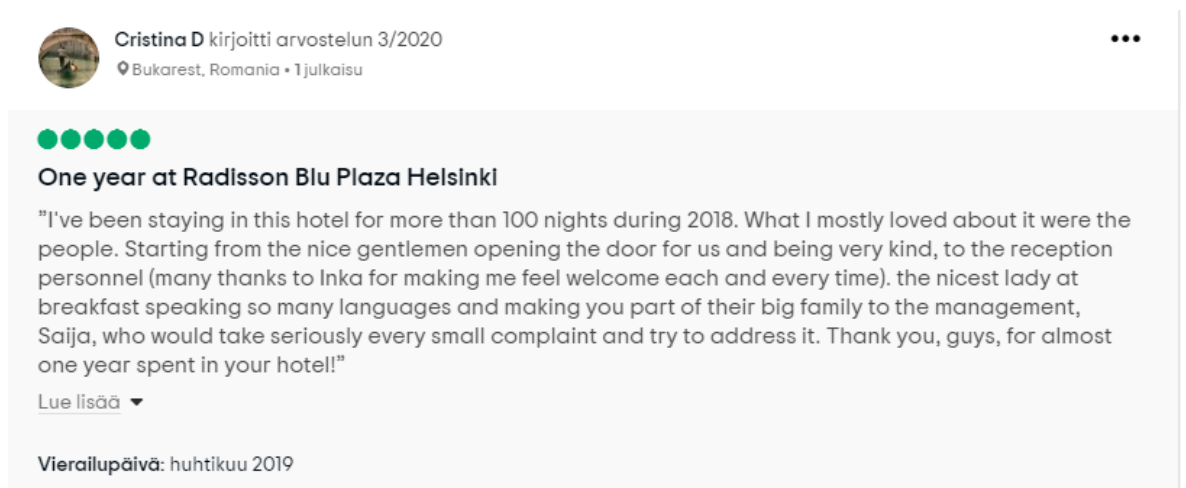 Cristina D kirjoitti arvostelun 3/2020
Bukarest, Romania • 1 julkaisu
One year at Radisson Blu Plaza Helsinki
”I've been staying in this hotel for more than 100 nights during 2018. What I mostly loved about it were the
people. Starting from the nice gentlemen opening the door for us and being very kind, to the reception
personnel (many thanks to Inka for making me feel welcome each and every time). the nicest lady at
breakfast speaking so many languages and making you part of their big family to the management,
Saija, who would take seriously every small complaint and try to address it. Thank you, guys, for almost
one year spent in your hotel!”
Lue lisää
Vierailupäivä: huhtikuu 2019